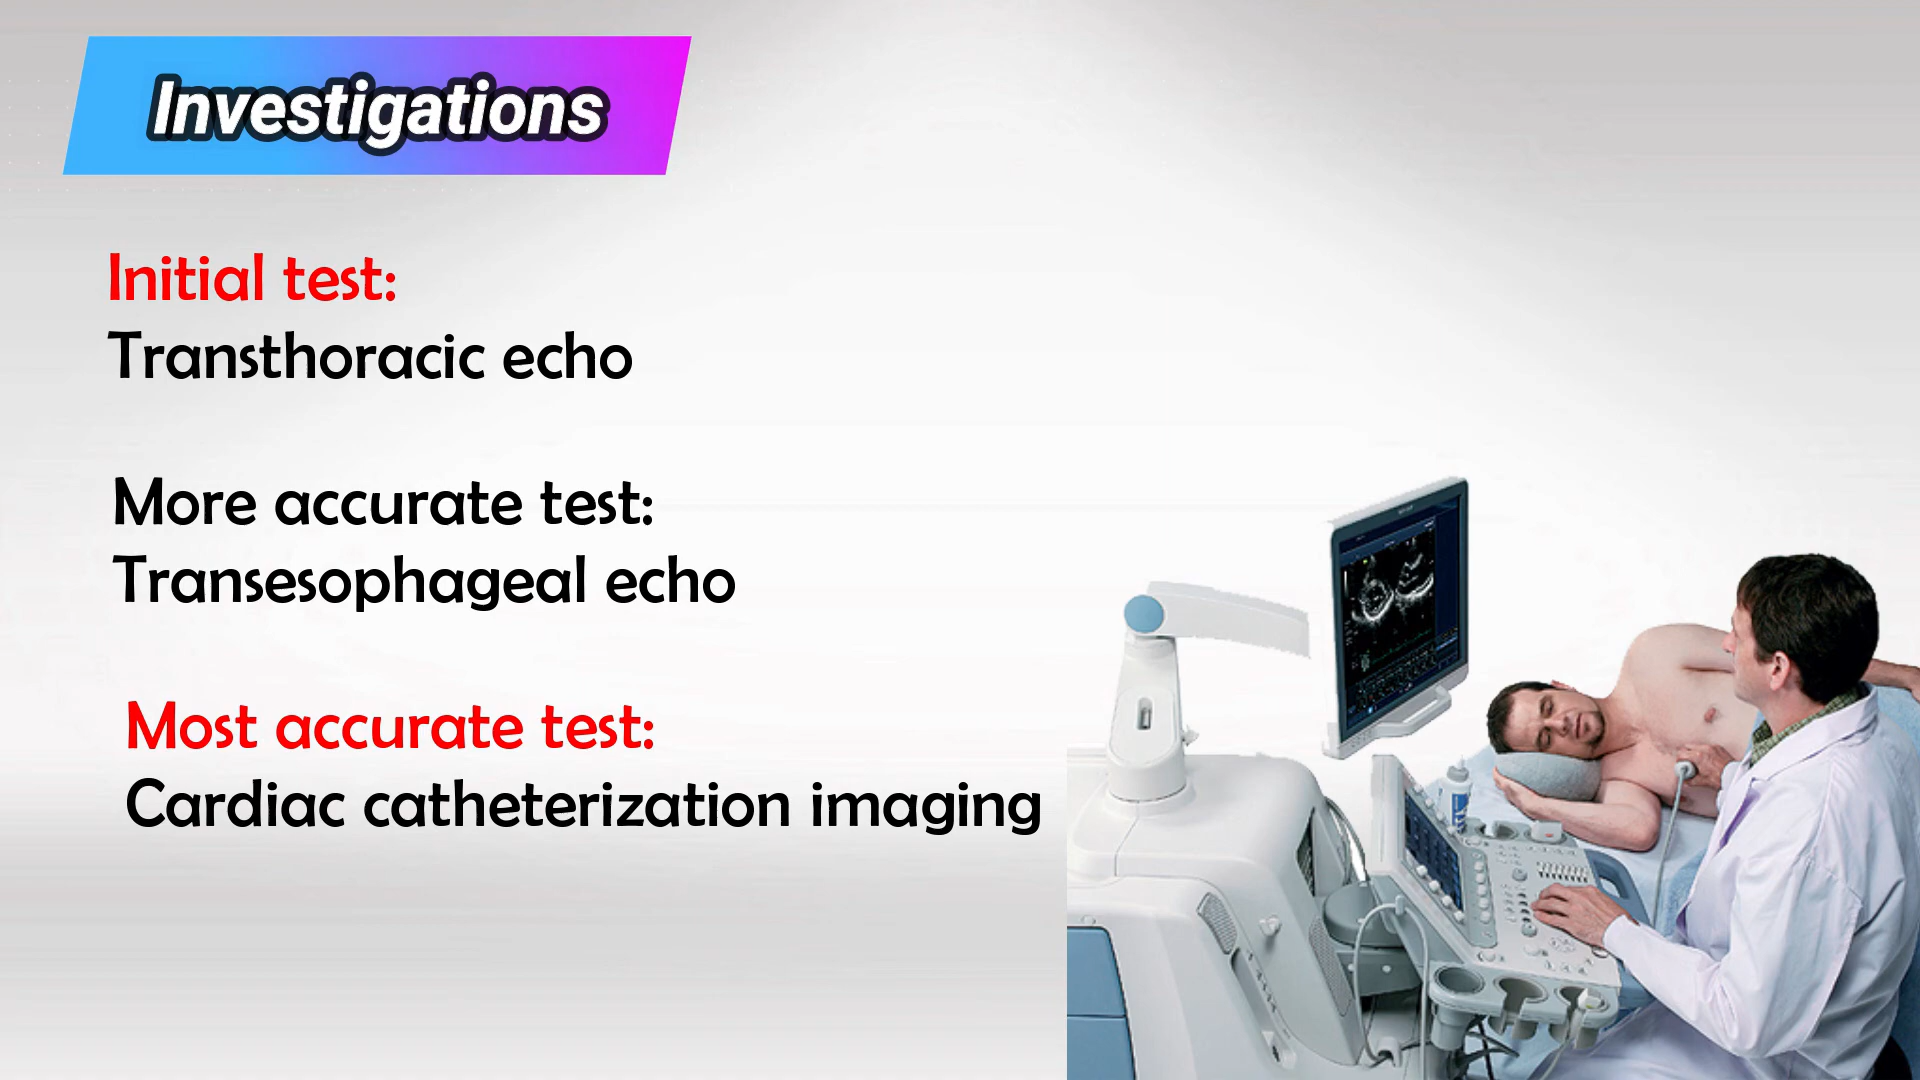 Investigations
Initial test:
Transthoracic echo
More accurate test:
Transesophageal echo
Most accurate test:
Cardiac catheterization imaging